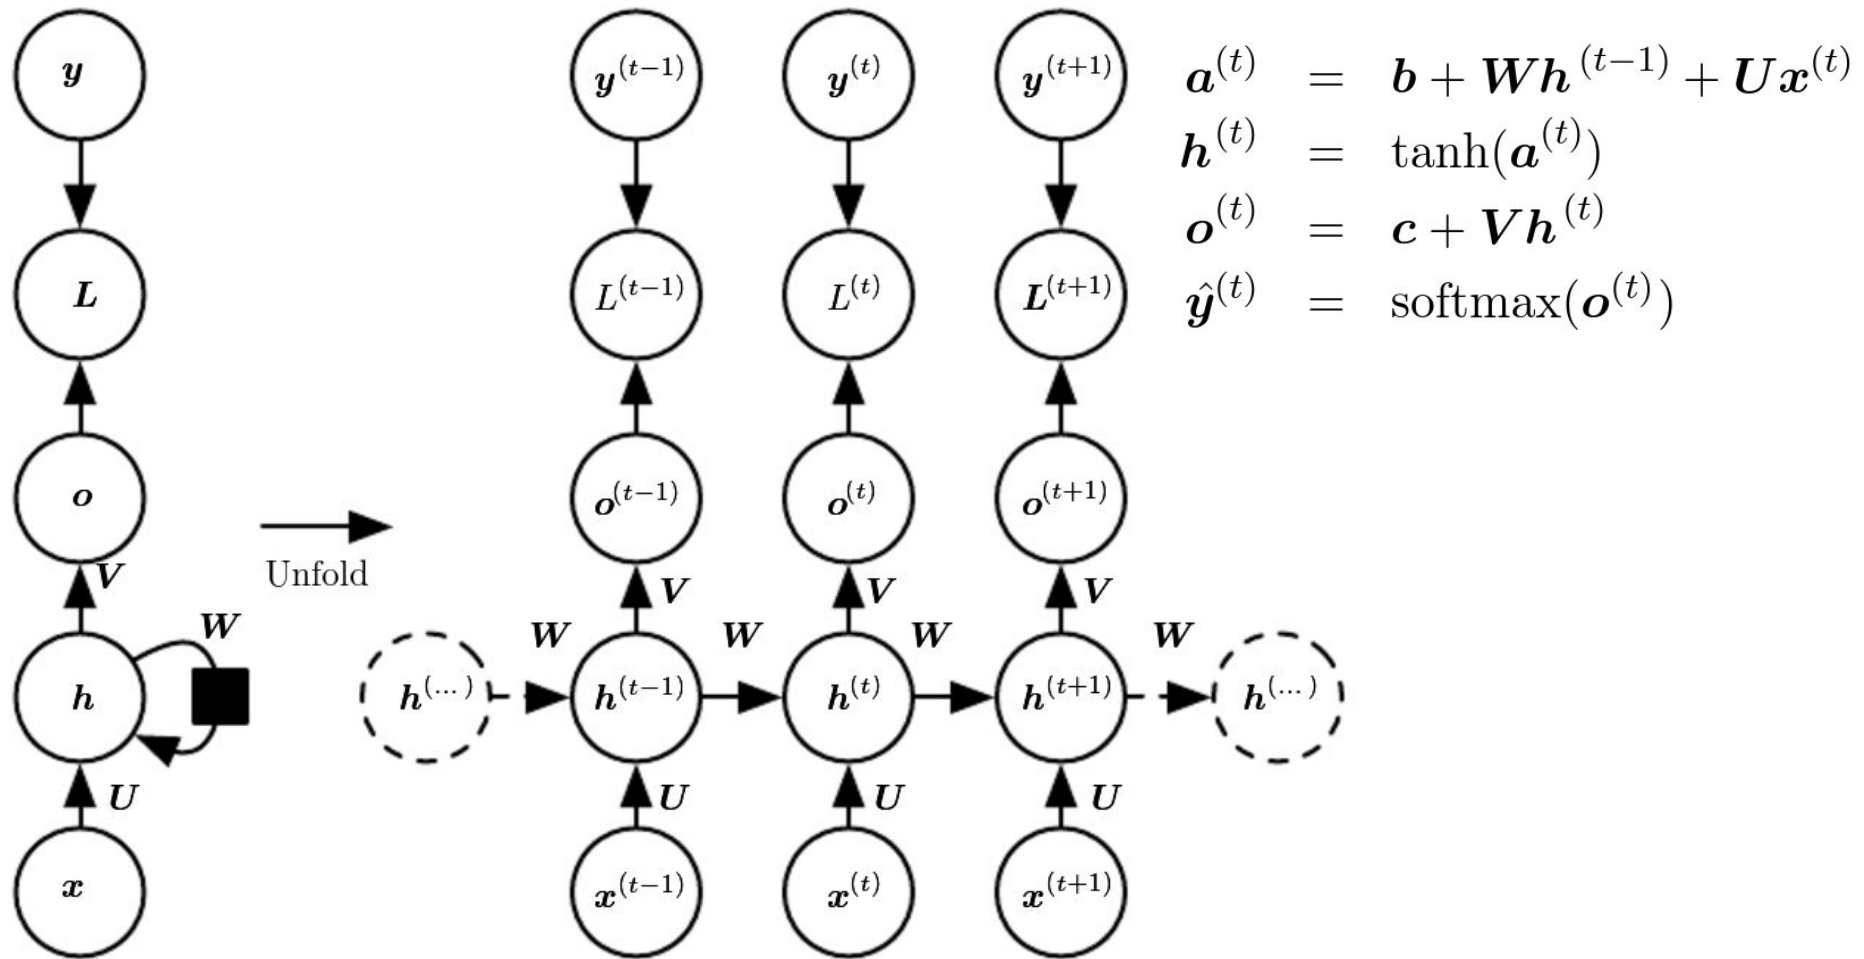 y y^{(t−1)} y^{(t)} y^{(t+1)}
a^{(t)} = b + Wh^{(t−1)} + Ux^{(t)}
h^{(t)} = tanh(a^{(t)})
o^{(t)} = c + Vh^{(t)}
ŷ^{(t)} = softmax(o^{(t)})
L L^{(t−1)} L^{(t)} L^{(t+1)}
o o^{(t−1)} o^{(t)} o^{(t+1)}
Unfold
V V V V
W W W W W
h h^{(...)} h^{(t−1)} h^{(t)} h^{(t+1)} h^{(...)}
U U U U
x x^{(t−1)} x^{(t)} x^{(t+1)}